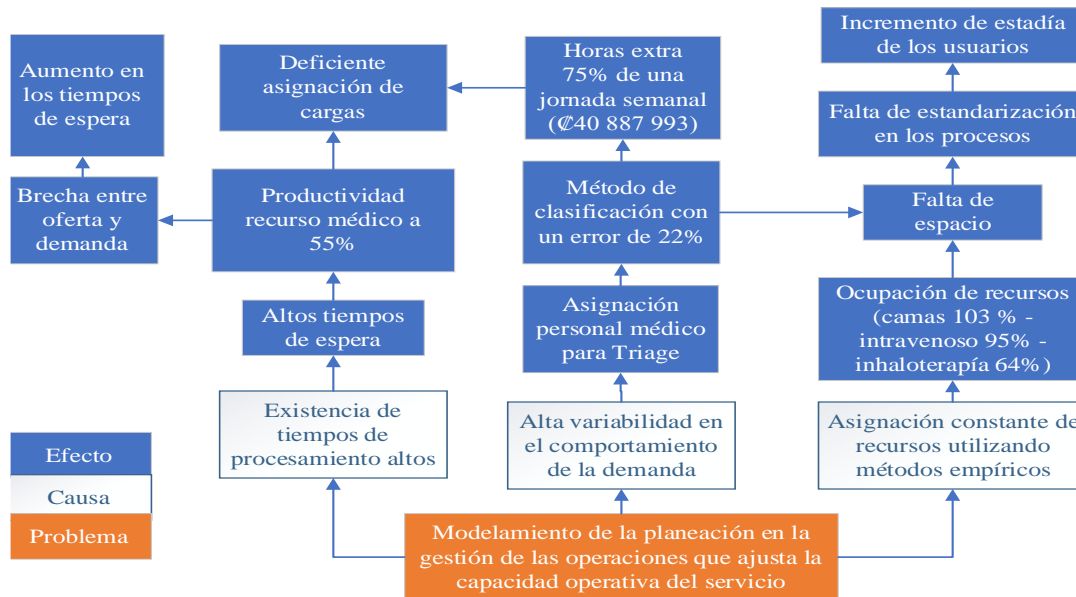 Aumento en
los tiempos
de espera
Deficiente
asignación de
cargas
Horas extra
75% de una
jornada semanal
(₡40 887 993)
Incremento de estadía
de los usuarios
Falta de estandarización
en los procesos
Brecha entre
oferta y
demanda
Productividad
recurso médico a
55%
Método de
clasificación con
un error de 22%
Falta de
espacio
Altos tiempos
de espera
Asignación
personal médico
para Triage
Ocupación de recursos
(camas 103 % -
intravenoso 95% -
inhaloterapía 64%)
Existencia de
tiempos de
procesamiento altos
Alta variabilidad en
el comportamiento
de la demanda
Asignación constante de
recursos utilizando
métodos empíricos
Efecto
Causa
Problema
Modelamiento de la planeación en la
gestión de las operaciones que ajusta la
capacidad operativa del servicio